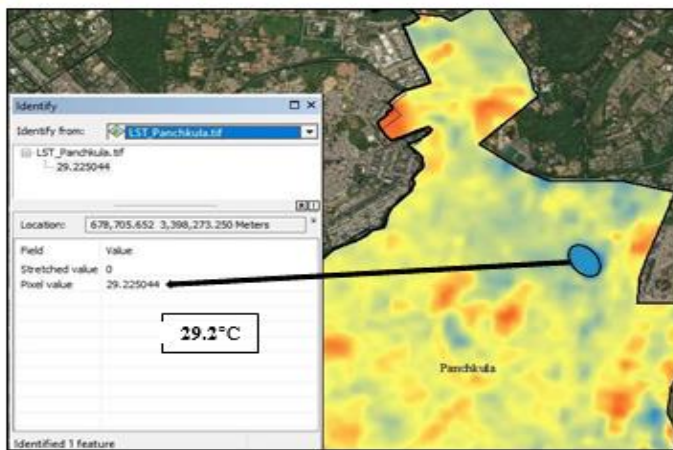 Identify
Identify from: LST_Panchkula.tif
LST_Panchkula.tif
29.225044
Location: 678,705.652 3,398,273.250 Meters
Field Value
Stretched value 0
Pixel value 29.225044
29.2°C
Panchkula
Identified 1 feature